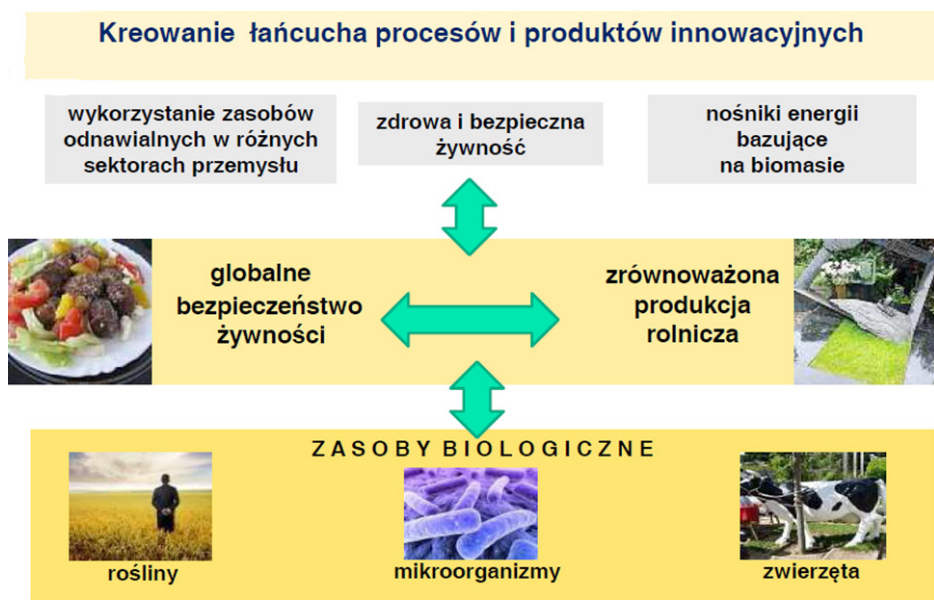 Kreowanie łańcucha procesów i produktów innowacyjnych
wykorzystanie zasobów
odnawialnych w różnych
sektorach przemysłu
zdrowa i bezpieczna
żywność
nośniki energii
bazujące
na biomasie
globalne
bezpieczeństwo
żywności
zrównoważona
produkcja
rolnicza
ZASOBY BIOLOGICZNE
rośliny
mikroorganizmy
zwierzęta